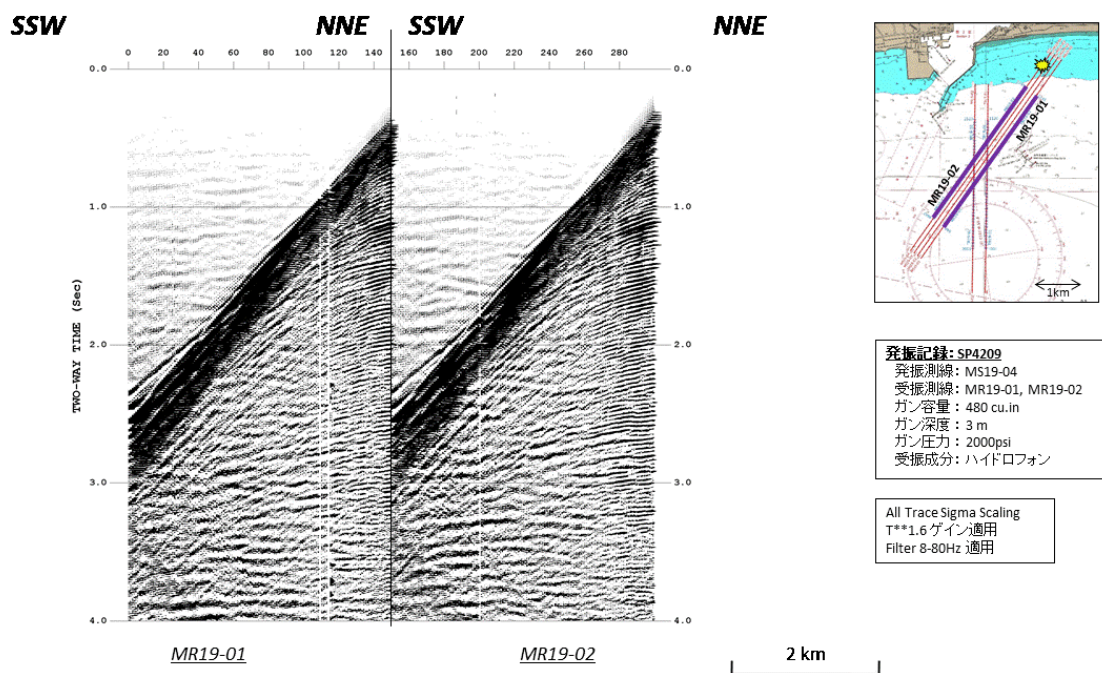 SSW NNE SSW NNE
0 20 40 60 80 100 120 140 160 180 200 220 240 260 280
0.0 0.0
1.0 1.0
2.0 2.0
3.0 3.0
4.0 4.0
TWO-WAY TIME (Sec)
MR19-01 MR19-02
2 km
MR19-01
MR19-02
1km
発振記録: SP4209
発振測線: MS19-04
受振測線: MR19-01, MR19-02
ガン容量: 480 cu.in
ガン深度: 3 m
ガン圧力: 2000psi
受振成分: ハイドロフォン
All Trace Sigma Scaling
T**1.6 ゲイン適用
Filter 8-80Hz 適用